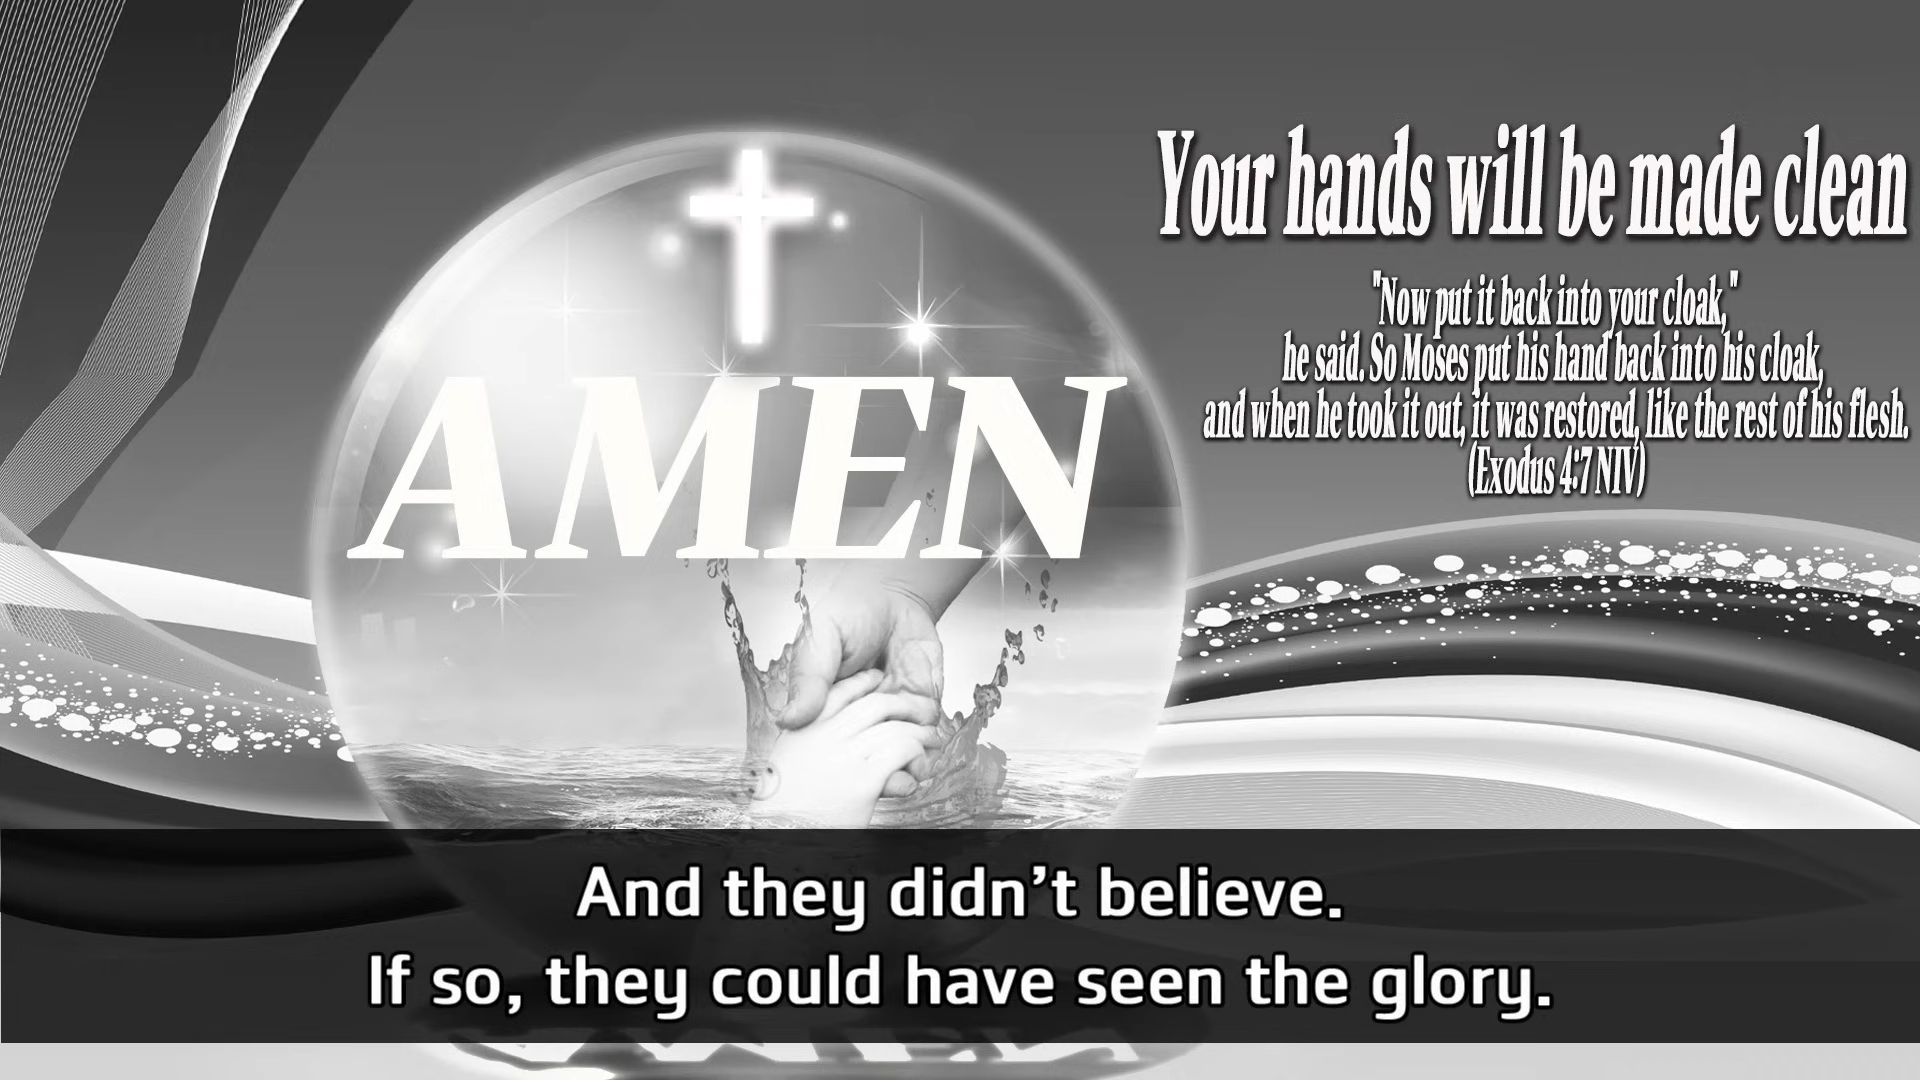 AMEN
Your hands will be made clean
"Now put it back into your cloak,"
he said. So Moses put his hand back into his cloak,
and when he took it out, it was restored, like the rest of his flesh.
(Exodus 4:7 NIV)
And they didn't believe.
If so, they could have seen the glory.